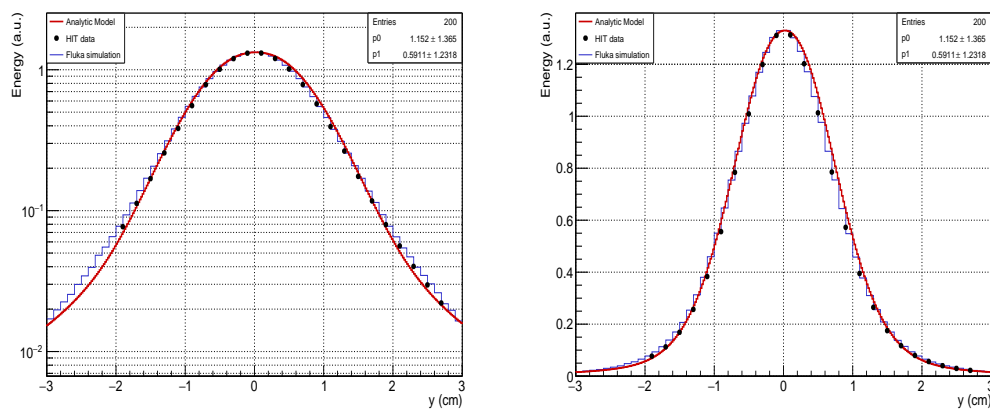 Analytic Model
HIT data
Fluka simulation
Entries 200
p0 1.152 ± 1.365
p1 0.5911 ± 1.2318
Energy (a.u.)
1
10⁻¹
10⁻²
−3 −2 −1 0 1 2 3
y (cm)
Analytic Model
HIT data
Fluka simulation
Entries 200
p0 1.152 ± 1.365
p1 0.5911 ± 1.2318
Energy (a.u.)
1.2
1
0.8
0.6
0.4
0.2
0
−3 −2 −1 0 1 2 3
y (cm)